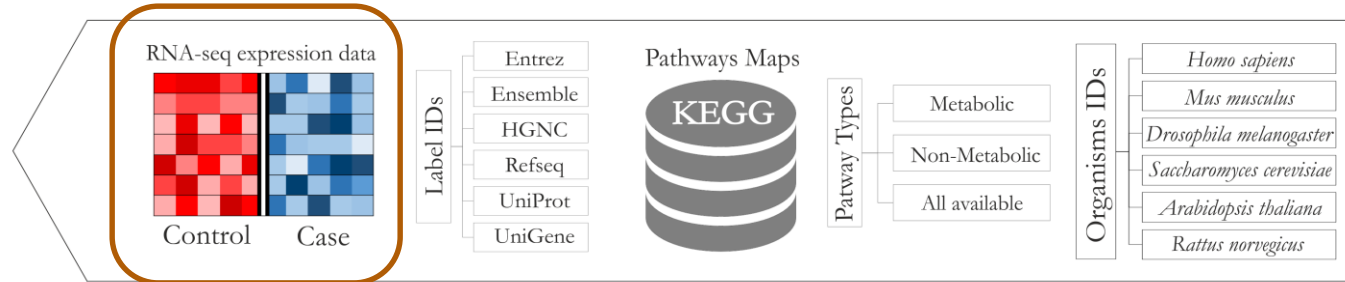 RNA-seq expression data
Control
Case
Label IDs
Entrez
Ensemble
HGNC
Refseq
UniProt
UniGene
Pathways Maps
KEGG
Patway Types
Metabolic
Non-Metabolic
All available
Organisms IDs
Homo sapiens
Mus musculus
Drosophila melanogaster
Saccharomyces cerevisiae
Arabidopsis thaliana
Rattus norvegicus